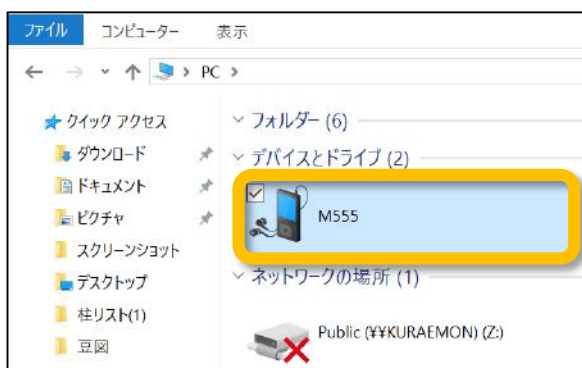 ファイル コンピューター 表示
PC
クイック アクセス
ダウンロード
ドキュメント
ピクチャ
スクリーンショット
デスクトップ
柱リスト(1)
豆図
フォルダー (6)
デバイスとドライブ (2)
M555
ネットワークの場所 (1)
Public (¥¥KURAEMON) (Z:)